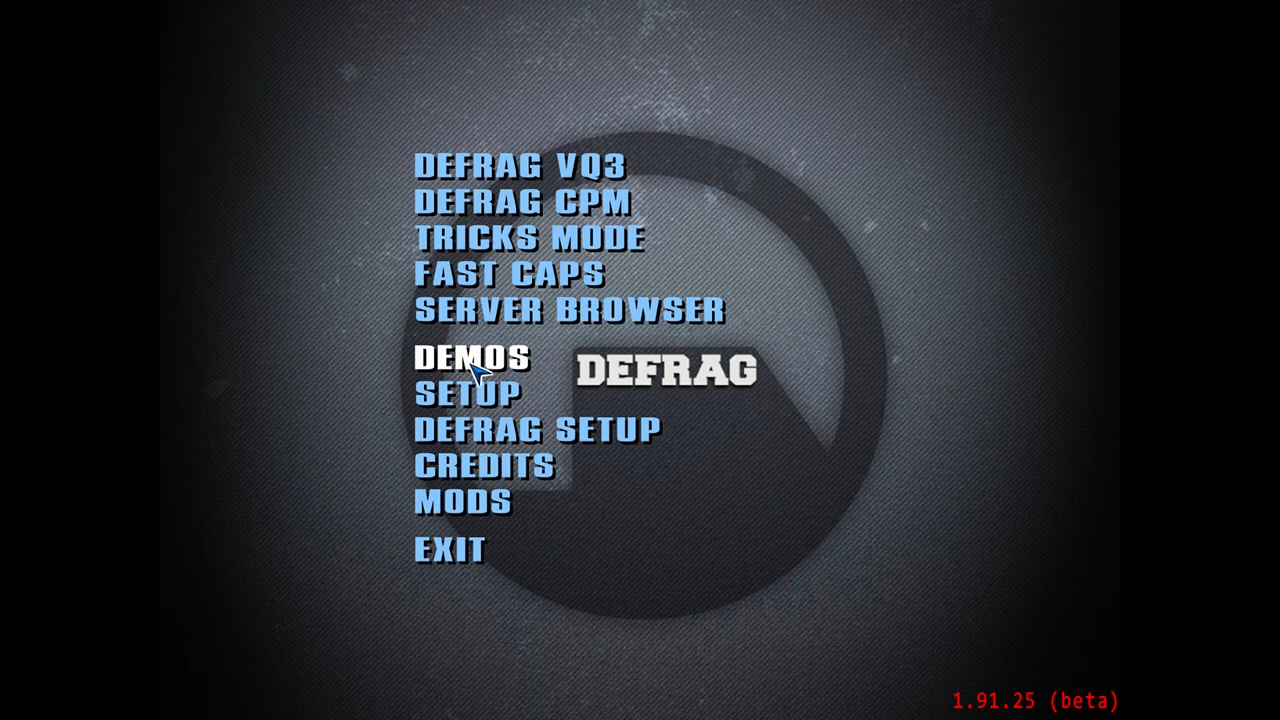 DEFRAG VQ3
DEFRAG CPM
TRICKS MODE
FAST CAPS
SERVER BROWSER
DEMOS
DEFRAG
SETUP
DEFRAG SETUP
CREDITS
MODS
EXIT
1.91.25 (beta)